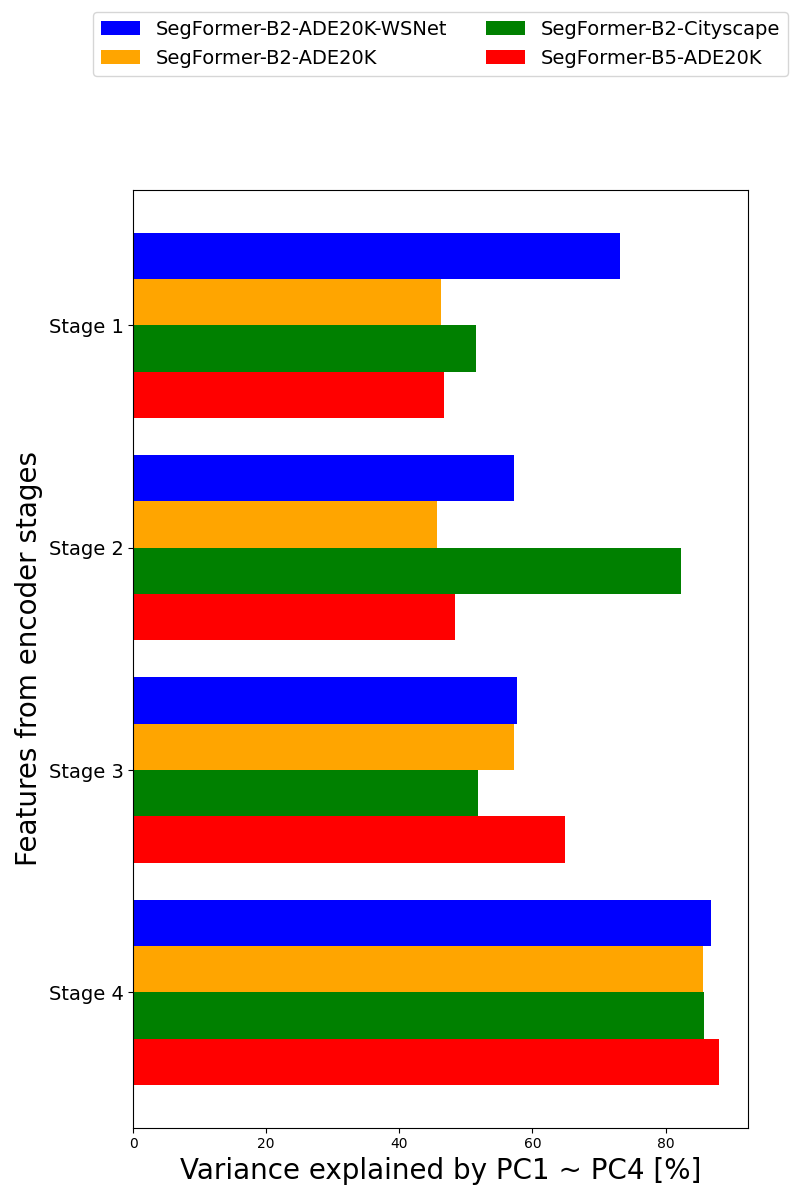 SegFormer-B2-ADE20K-WSNet
SegFormer-B2-ADE20K
SegFormer-B2-Cityscape
SegFormer-B5-ADE20K
Features from encoder stages
Stage 1
Stage 2
Stage 3
Stage 4
0 20 40 60 80
Variance explained by PC1 ~ PC4 [%]